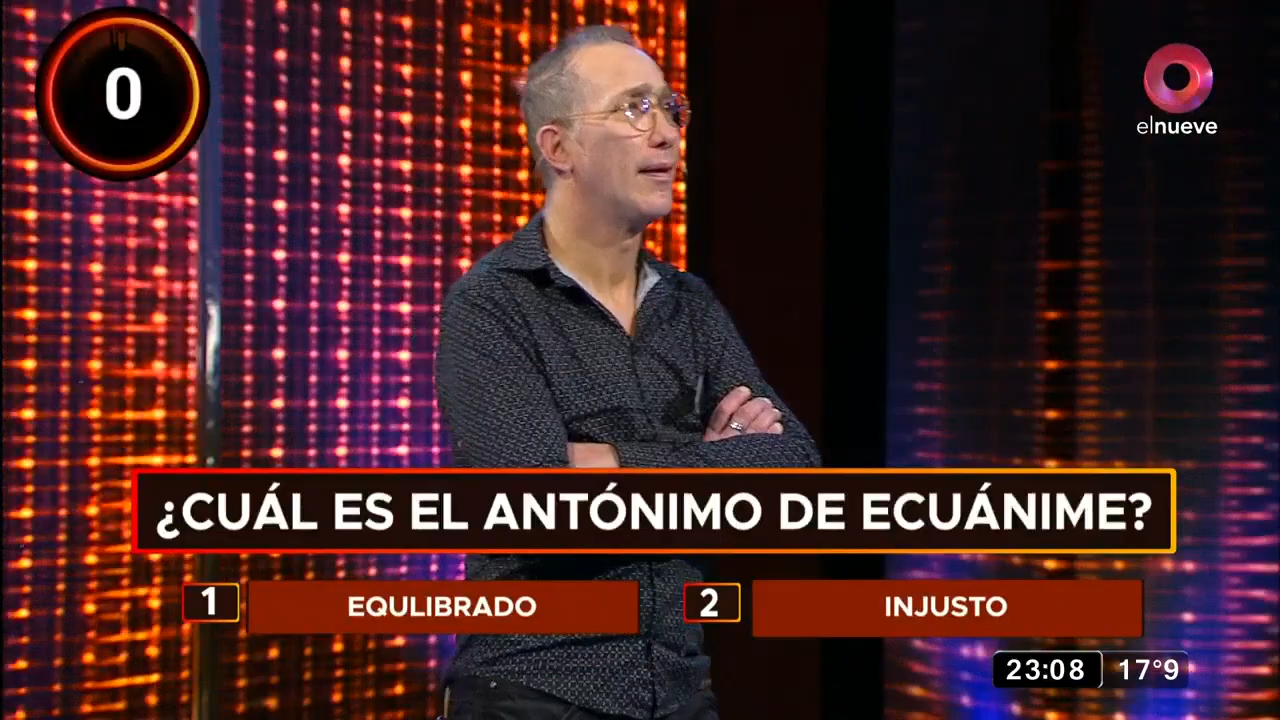 0
elnueve
¿CUÁL ES EL ANTÓNIMO DE ECUÁNIME?
1 EQULIBRADO
2 INJUSTO
23:08 17°9